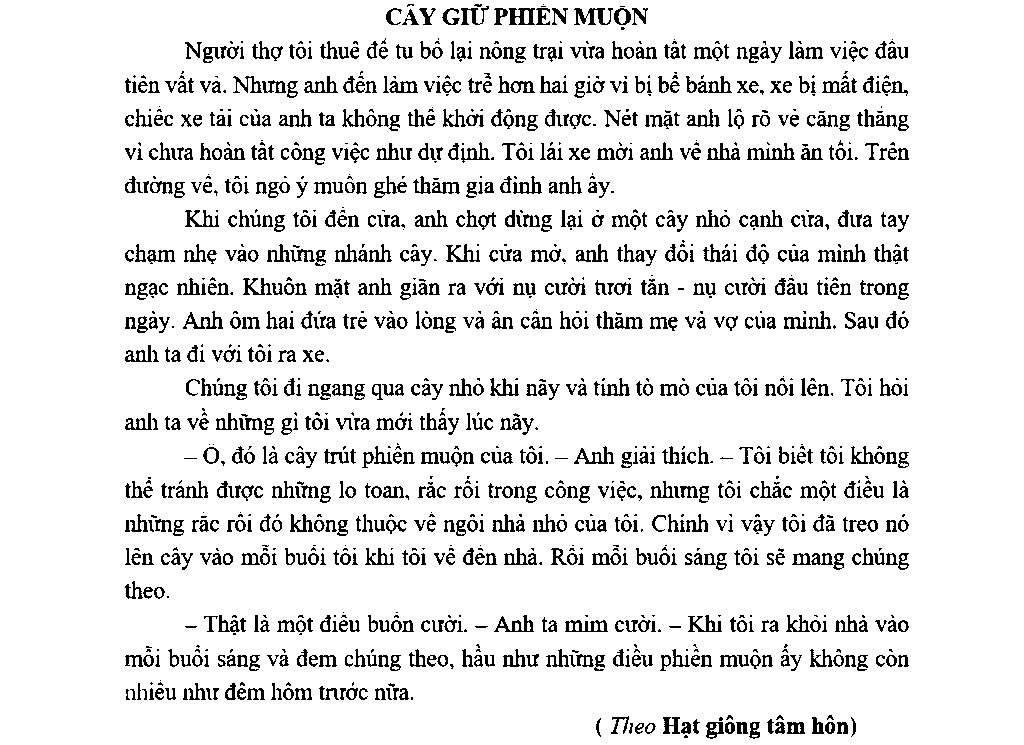 CÂY GIỮ PHIỀN MUỘN
Người thợ tôi thuê để tu bổ lại nông trại vừa hoàn tất một ngày làm việc đầu
tiên vất vả. Nhưng anh đến làm việc trễ hơn hai giờ vì bị bể bánh xe, xe bị mất điện,
chiếc xe tải của anh ta không thể khởi động được. Nét mặt anh lộ rõ vẻ căng thẳng
vì chưa hoàn tất công việc như dự định. Tôi lái xe mời anh về nhà mình ăn tối. Trên
đường về, tôi ngỏ ý muốn ghé thăm gia đình anh ấy.
Khi chúng tôi đến cửa, anh chợt dừng lại ở một cây nhỏ cạnh cửa, đưa tay
chạm nhẹ vào những nhánh cây. Khi cửa mở, anh thay đổi thái độ của mình thật
ngạc nhiên. Khuôn mặt anh giãn ra với nụ cười tươi tắn - nụ cười đầu tiên trong
ngày. Anh ôm hai đứa trẻ vào lòng và ân cần hỏi thăm mẹ và vợ của mình. Sau đó
anh ta đi với tôi ra xe.
Chúng tôi đi ngang qua cây nhỏ khi nãy và tính tò mò của tôi nổi lên. Tôi hỏi
anh ta về những gì tôi vừa mới thấy lúc nãy.
– Ồ, đó là cây trút phiền muộn của tôi. – Anh giải thích. – Tôi biết tôi không
thể tránh được những lo toan, rắc rối trong công việc, nhưng tôi chắc một điều là
những rắc rối đó không thuộc về ngôi nhà nhỏ của tôi. Chính vì vậy tôi đã treo nó
lên cây vào mỗi buổi tối khi tôi về đến nhà. Rồi mỗi buổi sáng tôi sẽ mang chúng
theo.
– Thật là một điều buồn cười. – Anh ta mỉm cười. – Khi tôi ra khỏi nhà vào
mỗi buổi sáng và đem chúng theo, hầu như những điều phiền muộn ấy không còn
nhiều như đêm hôm trước nữa.
( Theo Hạt giống tâm hồn)